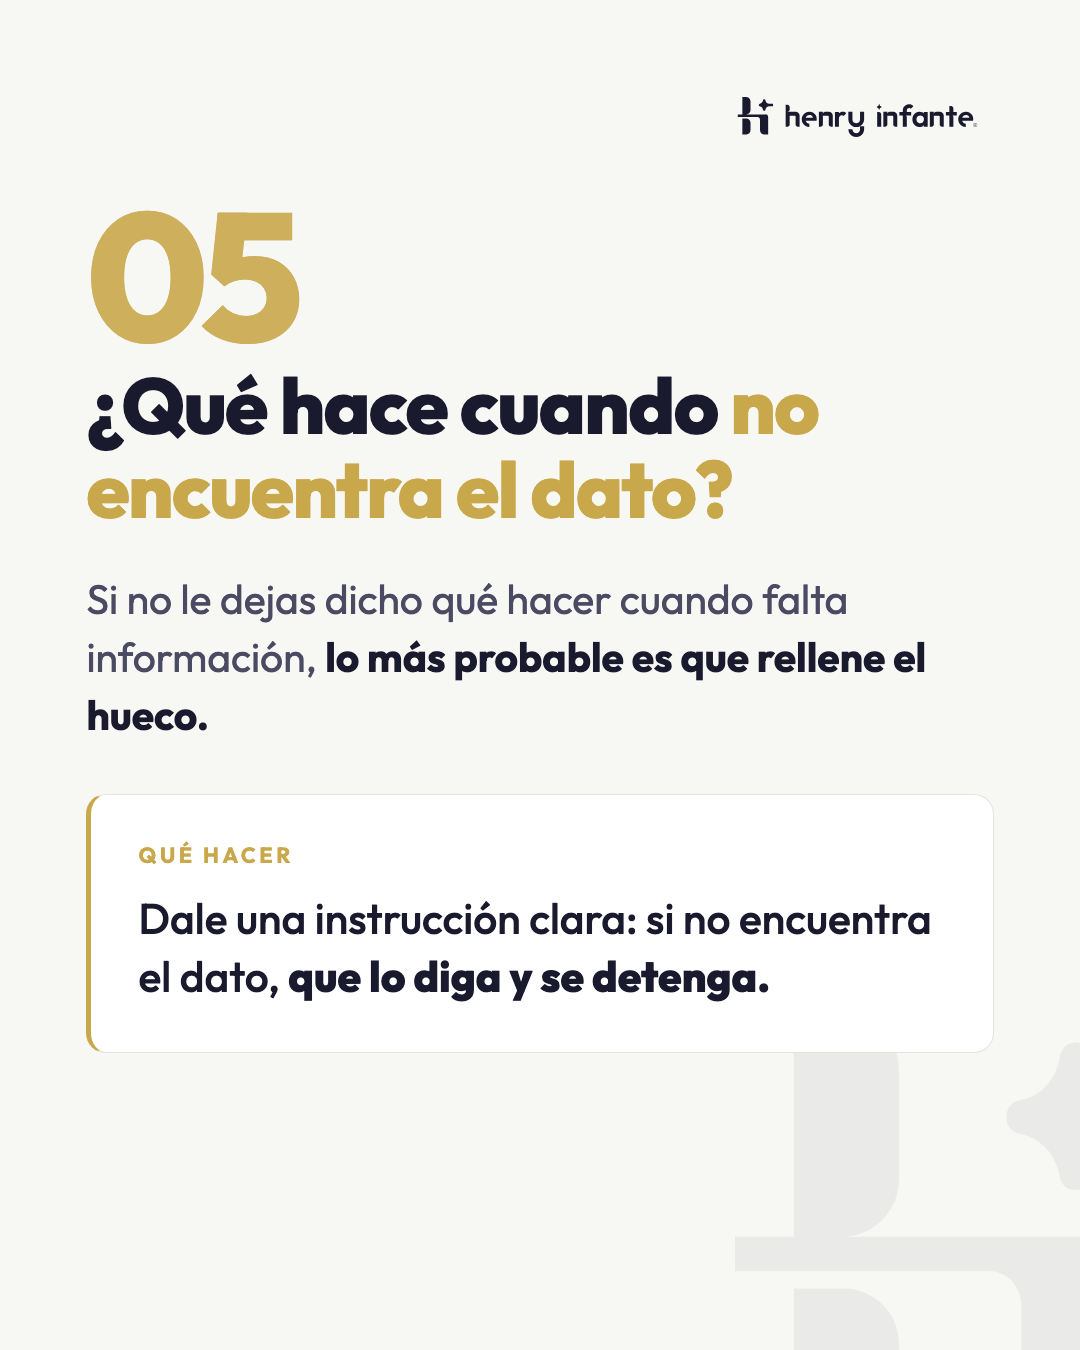 henry infante
05
¿Qué hace cuando no
encuentra el dato?
Si no le dejas dicho qué hacer cuando falta
información, lo más probable es que rellene el
hueco.
QUÉ HACER
Dale una instrucción clara: si no encuentra
el dato, que lo diga y se detenga.